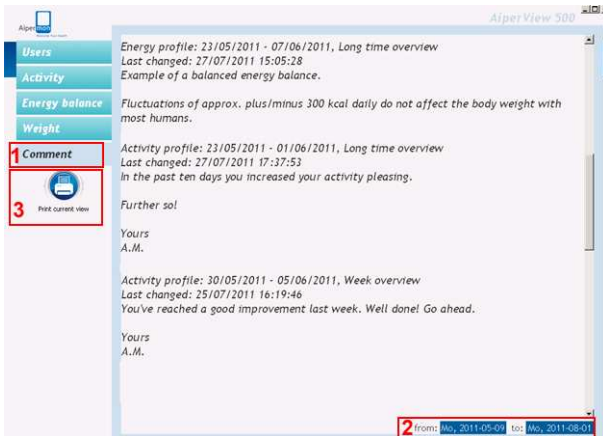 AiperView 500
Aipermon
Users
Activity
Energy balance
Weight
1 Comment
3
Print current view
Energy profile: 23/05/2011 - 07/06/2011, Long time overview
Last changed: 27/07/2011 15:05:28
Example of a balanced energy balance.
Fluctuations of approx. plus/minus 300 kcal daily do not affect the body weight with
most humans.
Activity profile: 23/05/2011 - 01/06/2011, Long time overview
Last changed: 27/07/2011 17:37:53
In the past ten days you increased your activity pleasing.
Further so!
Yours
A.M.
Activity profile: 30/05/2011 - 05/06/2011, Week overview
Last changed: 25/07/2011 16:19:46
You've reached a good improvement last week. Well done! Go ahead.
Yours
A.M.
2 from: Mo, 2011-05-09 to: Mo, 2011-08-01